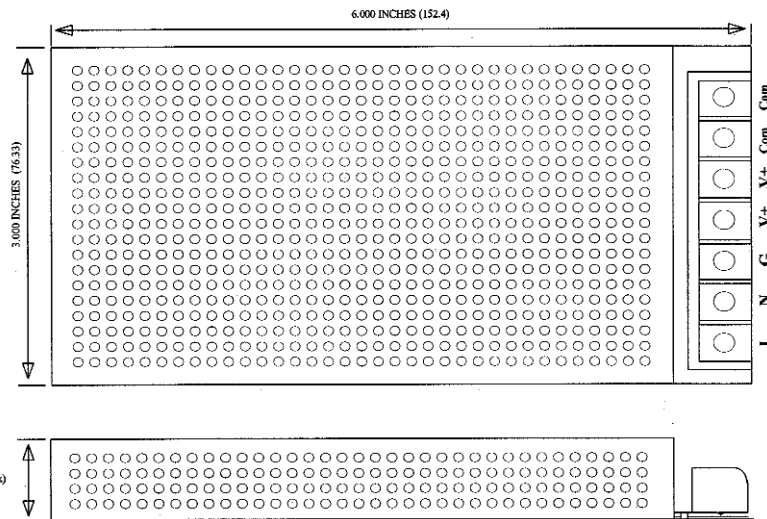 6.000 INCHES (152.4)
3.000 INCHES (76.33)
Com
Com
V+
V+
G
N